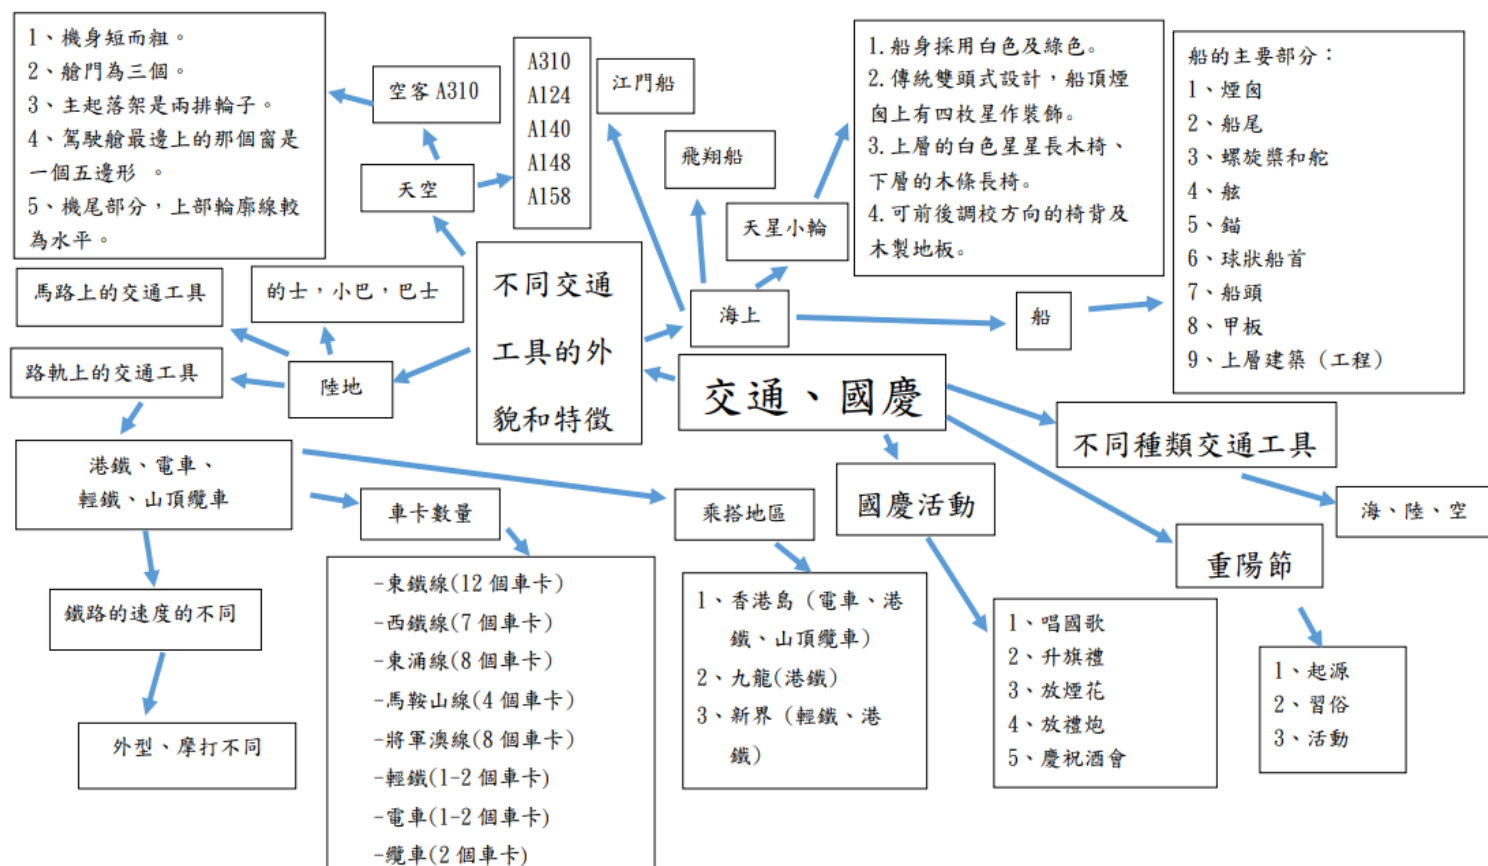 1、機身短而粗。
2、艙門為三個。
3、主起落架是兩排輪子。
4、駕駛艙最邊上的那個窗是
一個五邊形 。
5、機尾部分，上部輪廓線較
為水平。
空客 A310
A310
A124
A140
A148
A158
天空
江門船
飛翔船
天星小輪
1.船身採用白色及綠色。
2.傳統雙頭式設計，船頂煙
囪上有四枚星作裝飾。
3.上層的白色星星長木椅、
下層的木條長椅。
4.可前後調校方向的椅背及
木製地板。
船的主要部分：
1、煙囪
2、船尾
3、螺旋槳和舵
4、舷
5、錨
6、球狀船首
7、船頭
8、甲板
9、上層建築（工程）
馬路上的交通工具
的士，小巴，巴士
不同交通
工具的外
貌和特徵
海上
船
路軌上的交通工具
陸地
交通、國慶
不同種類交通工具
海、陸、空
港鐵、電車、
輕鐵、山頂纜車
車卡數量
乘搭地區
國慶活動
重陽節
鐵路的速度的不同
外型、摩打不同
-東鐵線(12 個車卡)
-西鐵線(7 個車卡)
-東涌線(8 個車卡)
-馬鞍山線(4 個車卡)
-將軍澳線(8 個車卡)
-輕鐵(1-2 個車卡)
-電車(1-2 個車卡)
-纜車(2 個車卡)
1、香港島（電車、港
鐵、山頂纜車）
2、九龍(港鐵)
3、新界（輕鐵、港
鐵）
1、唱國歌
2、升旗禮
3、放煙花
4、放禮炮
5、慶祝酒會
1、起源
2、習俗
3、活動